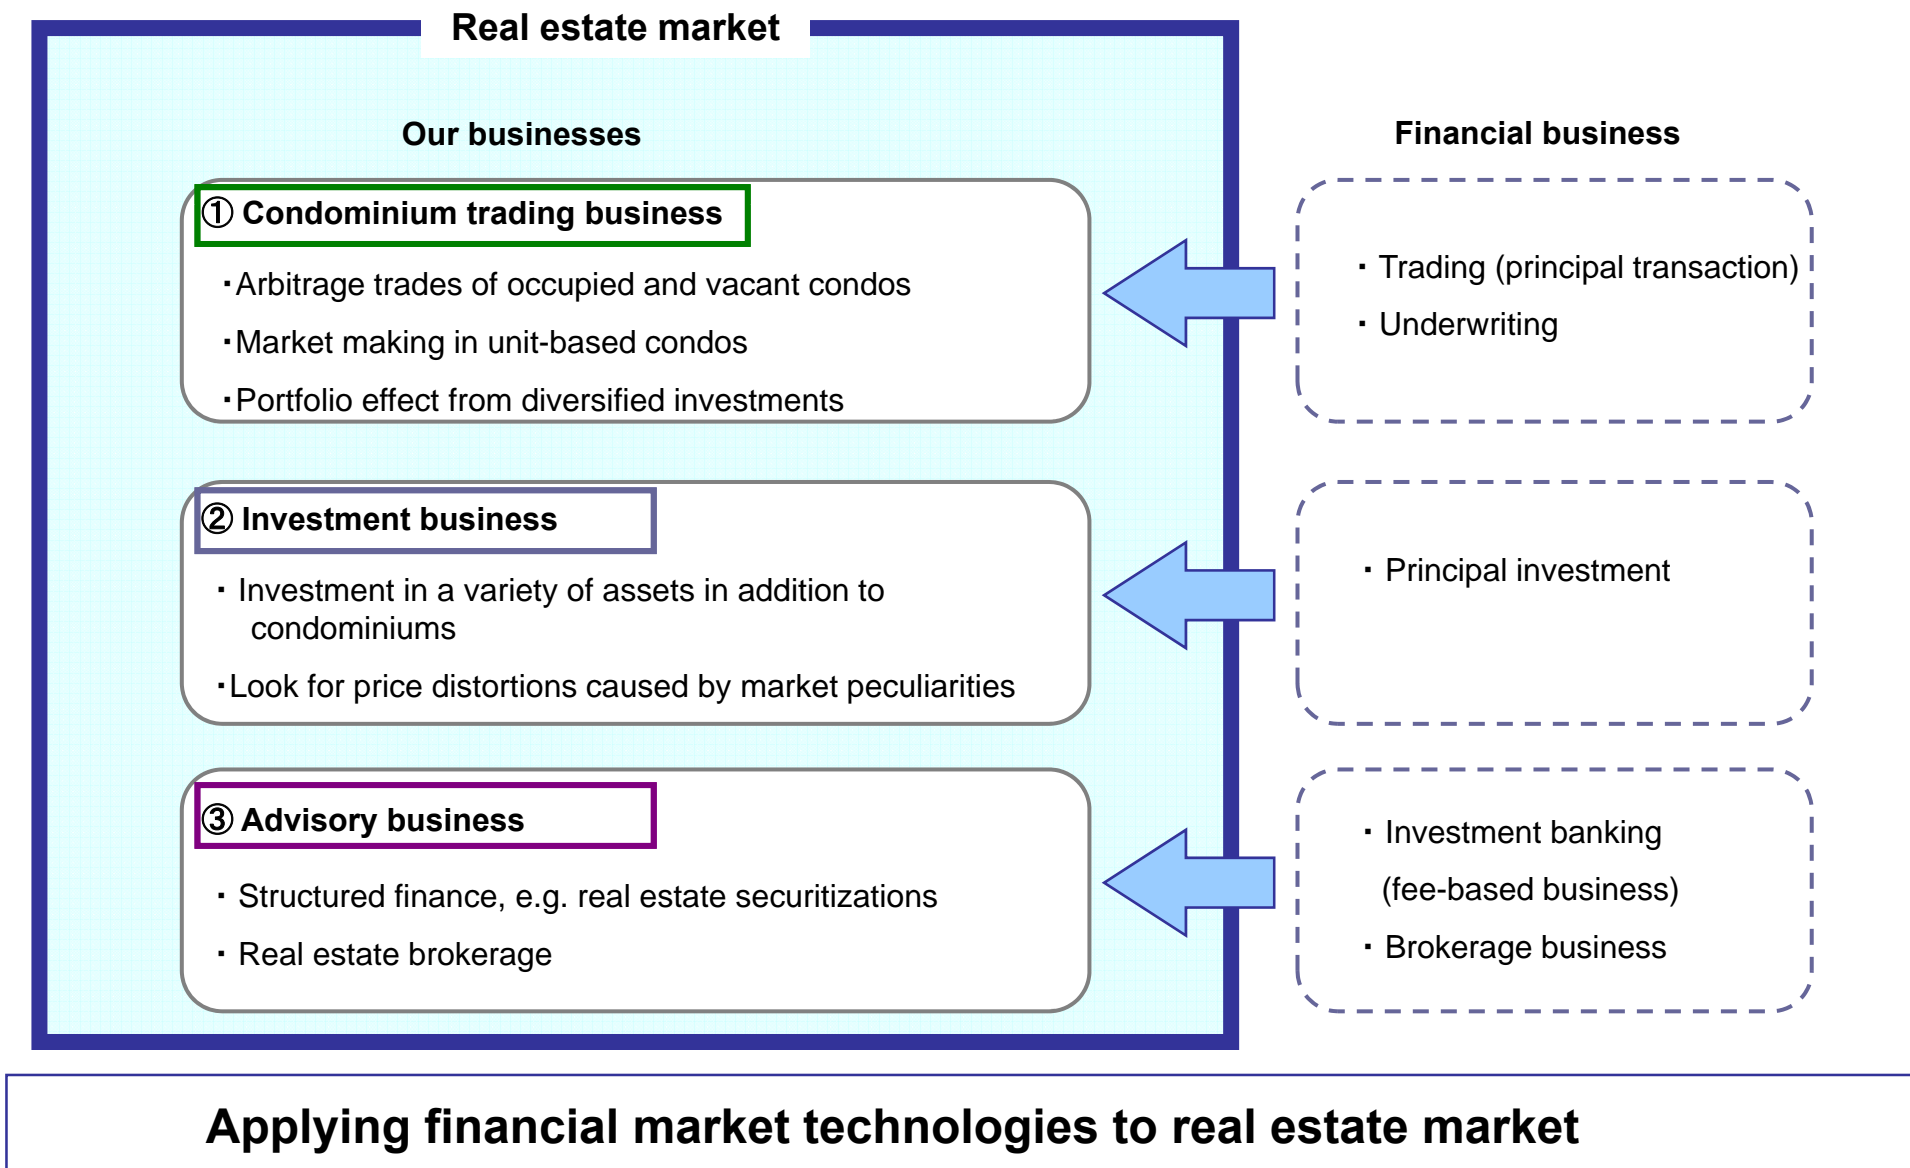 Real estate market
Our businesses
Financial business
① Condominium trading business
・Arbitrage trades of occupied and vacant condos
・Market making in unit-based condos
・Portfolio effect from diversified investments
・Trading (principal transaction)
・Underwriting
② Investment business
・Investment in a variety of assets in addition to
condominiums
・Look for price distortions caused by market peculiarities
・Principal investment
③ Advisory business
・Structured finance, e.g. real estate securitizations
・Real estate brokerage
・Investment banking
(fee-based business)
・Brokerage business
Applying financial market technologies to real estate market